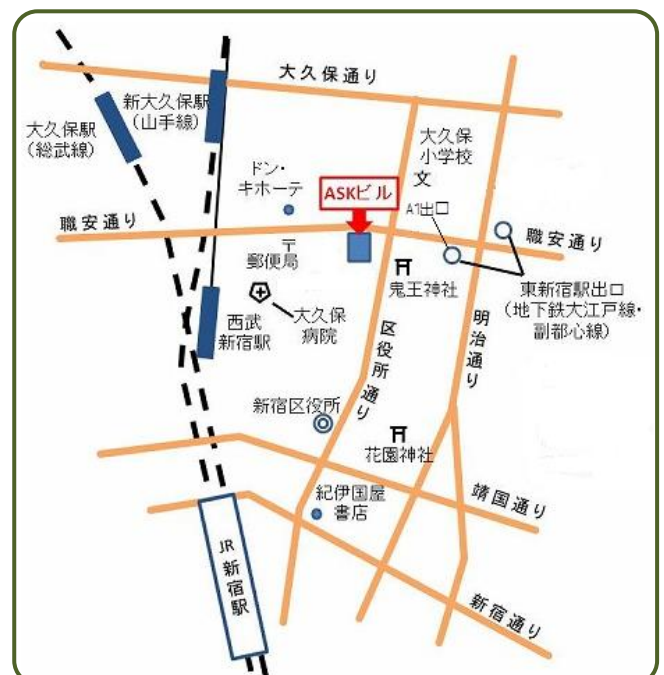 大久保通り
新大久保駅
(山手線)
大久保駅
(総武線)
大久保
小学校
文
ドン・
キホーテ
ASKビル
A1出口
職安通り
職安通り
〒
郵便局
鬼王神社
東新宿駅出口
(地下鉄大江戸線・
副都心線)
大久保
病院
西武
新宿駅
区役所通り
明治通り
新宿区役所
花園神社
紀伊国屋
書店
靖国通り
JR新宿駅
新宿通り